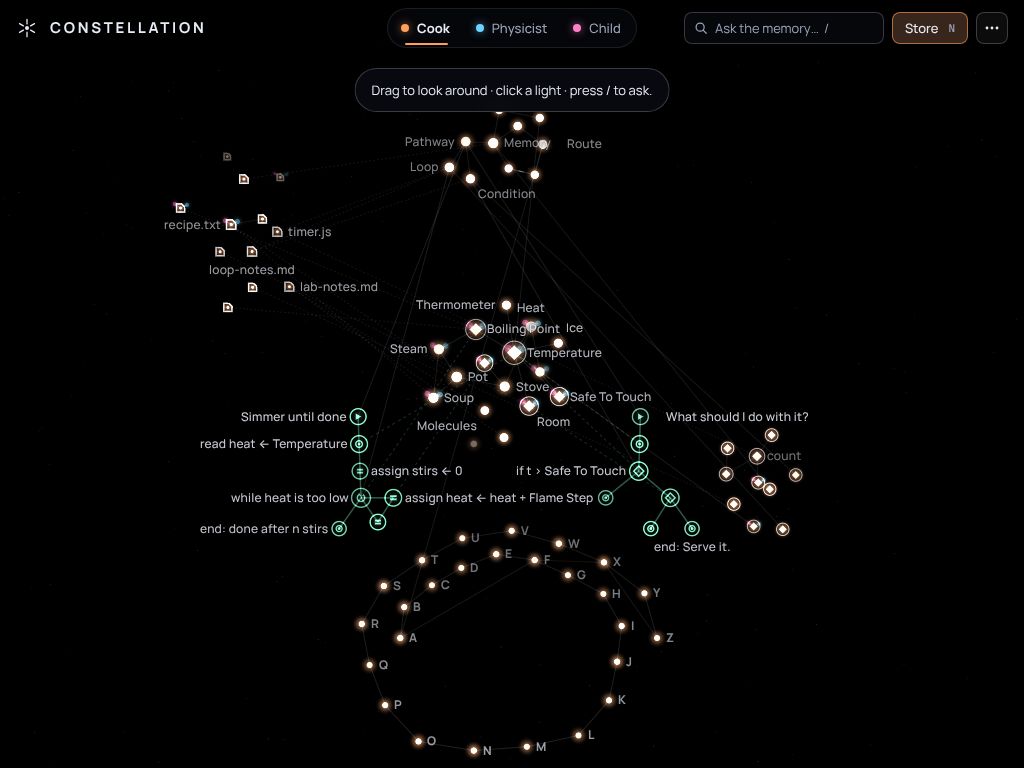 CONSTELLATION
Cook
Physicist
Child
Ask the memory… /
Store N
Drag to look around · click a light · press / to ask.
Pathway
Memory
Route
Loop
Condition
recipe.txt
timer.js
loop-notes.md
lab-notes.md
Thermometer
Heat
Boiling Point
Ice
Steam
Temperature
Pot
Stove
Soup
Safe To Touch
Room
Molecules
Simmer until done
What should I do with it?
read heat ← Temperature
count
assign stirs ← 0
if t > Safe To Touch
while heat is too low
assign heat ← heat + Flame Step
end: done after n stirs
end: Serve it.
U
V
W
T
E
F
X
D
G
S
C
H
Y
B
R
A
I
Z
Q
J
P
K
O
N
M
L